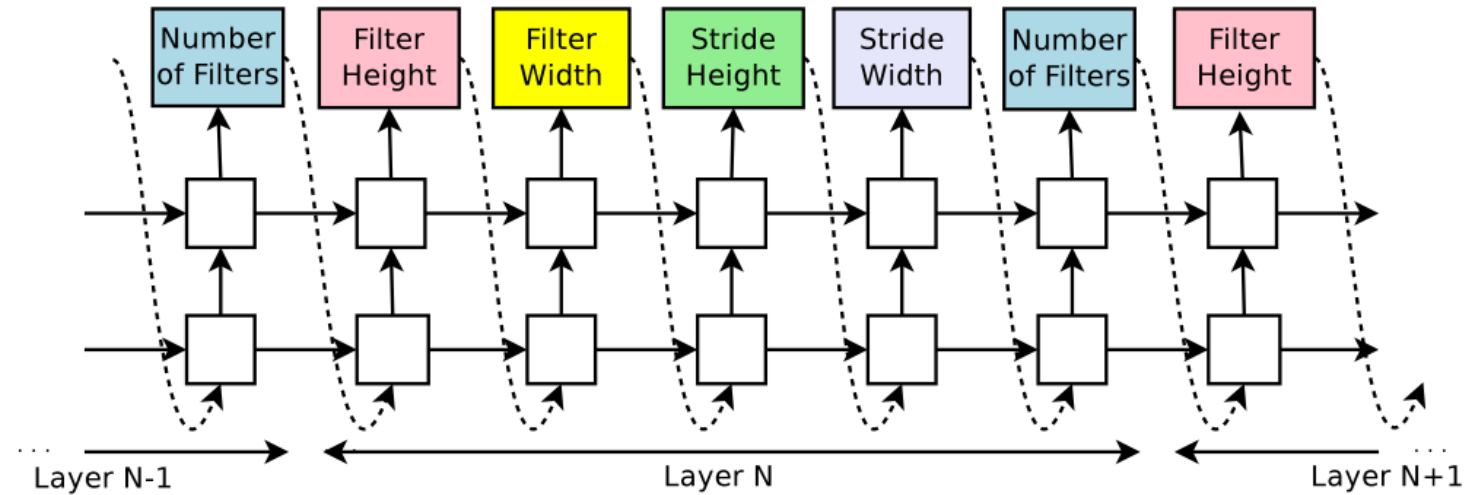 Number
of Filters
Filter
Height
Filter
Width
Stride
Height
Stride
Width
Number
of Filters
Filter
Height
. . .
Layer N-1
Layer N
. . .
Layer N+1